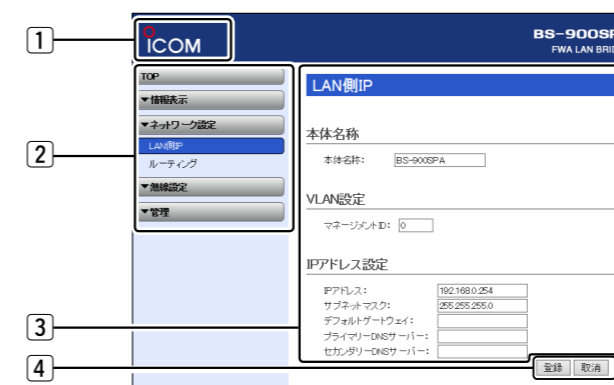 1
ICOM
BS-900SP
FWA LAN BRI
2
TOP
▼情報表示
▼ネットワーク設定
LAN側IP
ルーティング
▼無線設定
▼管理
3
LAN側IP
本体名称
本体名称: BS-900SPA
VLAN設定
マネージメントID: 0
IPアドレス設定
IPアドレス: 192.168.0.254
サブネットマスク: 255.255.255.0
デフォルトゲートウェイ:
プライマリーDNSサーバー:
セカンダリーDNSサーバー:
4
登録 取消